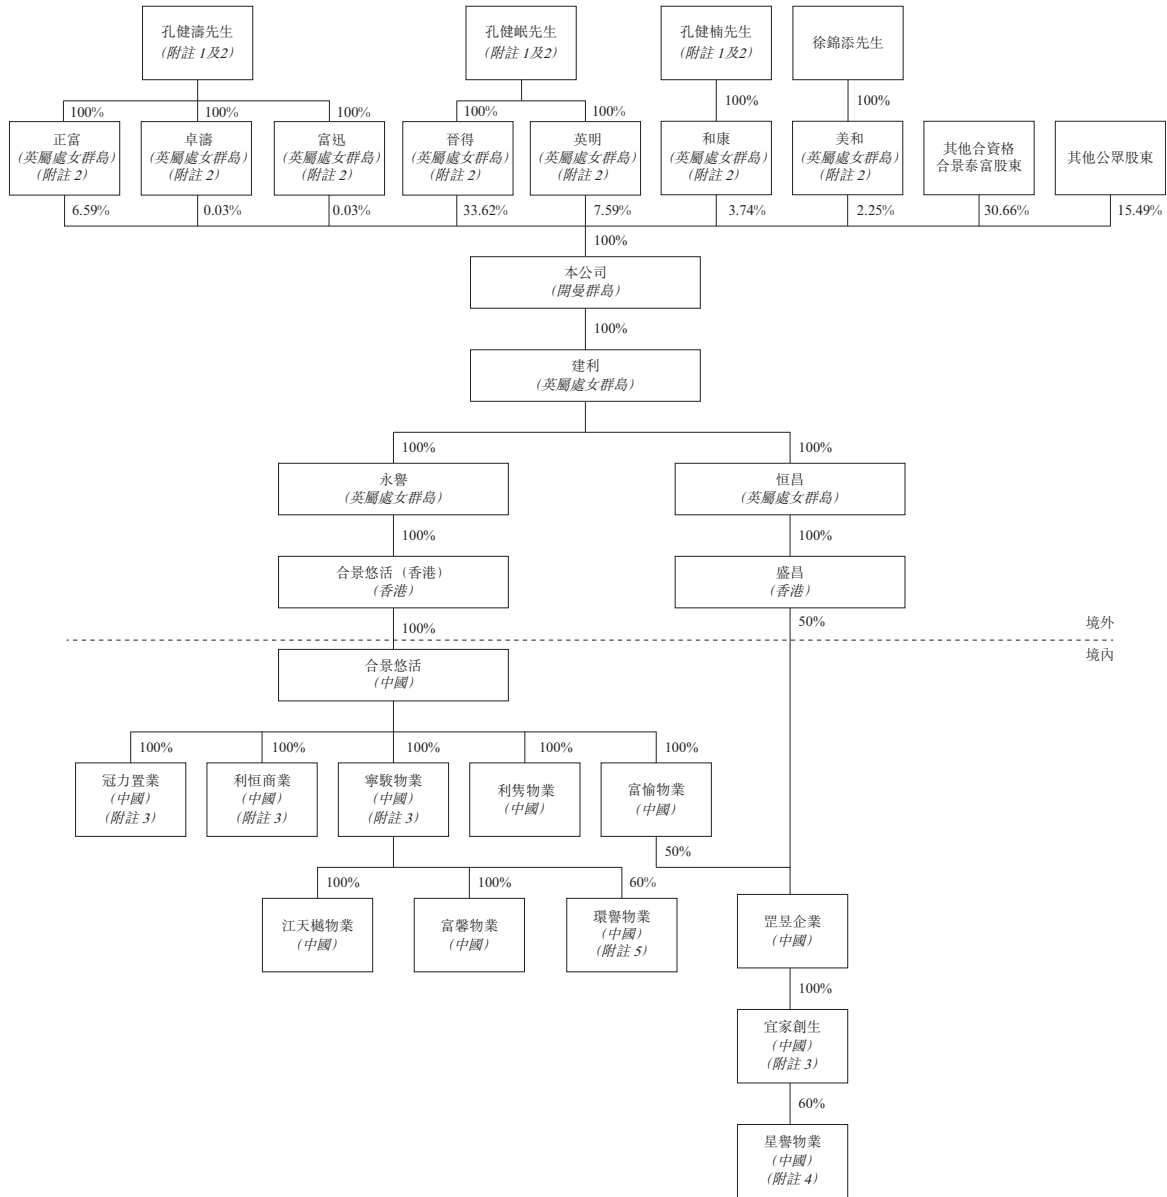 孔健濤先生
(附註 1及2)
孔健岷先生
(附註 1及2)
孔健楠先生
(附註 1及2)
徐錦添先生
100%
100%
100%
100%
100%
100%
100%
正富
(英屬處女群島)
(附註 2)
卓濤
(英屬處女群島)
(附註 2)
富迅
(英屬處女群島)
(附註 2)
晉得
(英屬處女群島)
(附註 2)
英明
(英屬處女群島)
(附註 2)
和康
(英屬處女群島)
(附註 2)
美和
(英屬處女群島)
(附註 2)
其他合資格
合景泰富股東
其他公眾股東
6.59%
0.03%
0.03%
33.62%
7.59%
3.74%
2.25%
30.66%
15.49%
100%
本公司
(開曼群島)
100%
建利
(英屬處女群島)
100%
100%
永譽
(英屬處女群島)
恒昌
(英屬處女群島)
100%
100%
合景悠活（香港）
(香港)
盛昌
(香港)
100%
50%
境外
境內
合景悠活
(中國)
100%
100%
100%
100%
100%
冠力置業
(中國)
(附註 3)
利恒商業
(中國)
(附註 3)
寧駿物業
(中國)
(附註 3)
利雋物業
(中國)
富愉物業
(中國)
50%
100%
100%
60%
江天樾物業
(中國)
富馨物業
(中國)
環譽物業
(中國)
(附註 5)
罡昱企業
(中國)
100%
宜家創生
(中國)
(附註 3)
60%
星譽物業
(中國)
(附註 4)